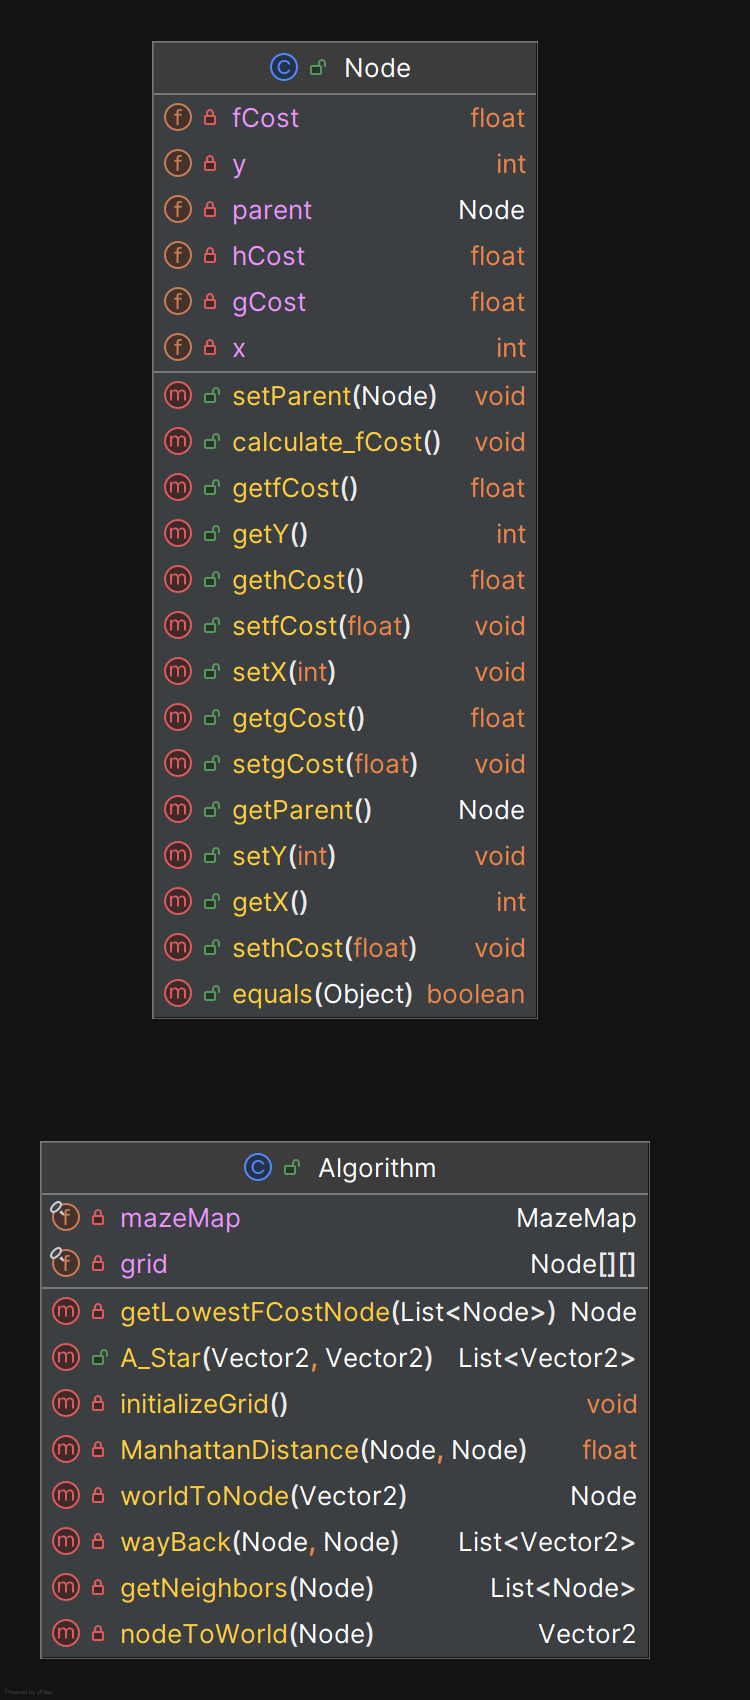 Node
fCost float
y int
parent Node
hCost float
gCost float
x int
setParent(Node) void
calculate_fCost() void
getfCost() float
getY() int
gethCost() float
setfCost(float) void
setX(int) void
getgCost() float
setgCost(float) void
getParent() Node
setY(int) void
getX() int
sethCost(float) void
equals(Object) boolean
Algorithm
mazeMap MazeMap
grid Node[][]
getLowestFCostNode(List<Node>) Node
A_Star(Vector2, Vector2) List<Vector2>
initializeGrid() void
ManhattanDistance(Node, Node) float
worldToNode(Vector2) Node
wayBack(Node, Node) List<Vector2>
getNeighbors(Node) List<Node>
nodeToWorld(Node) Vector2
Powered by yFiles